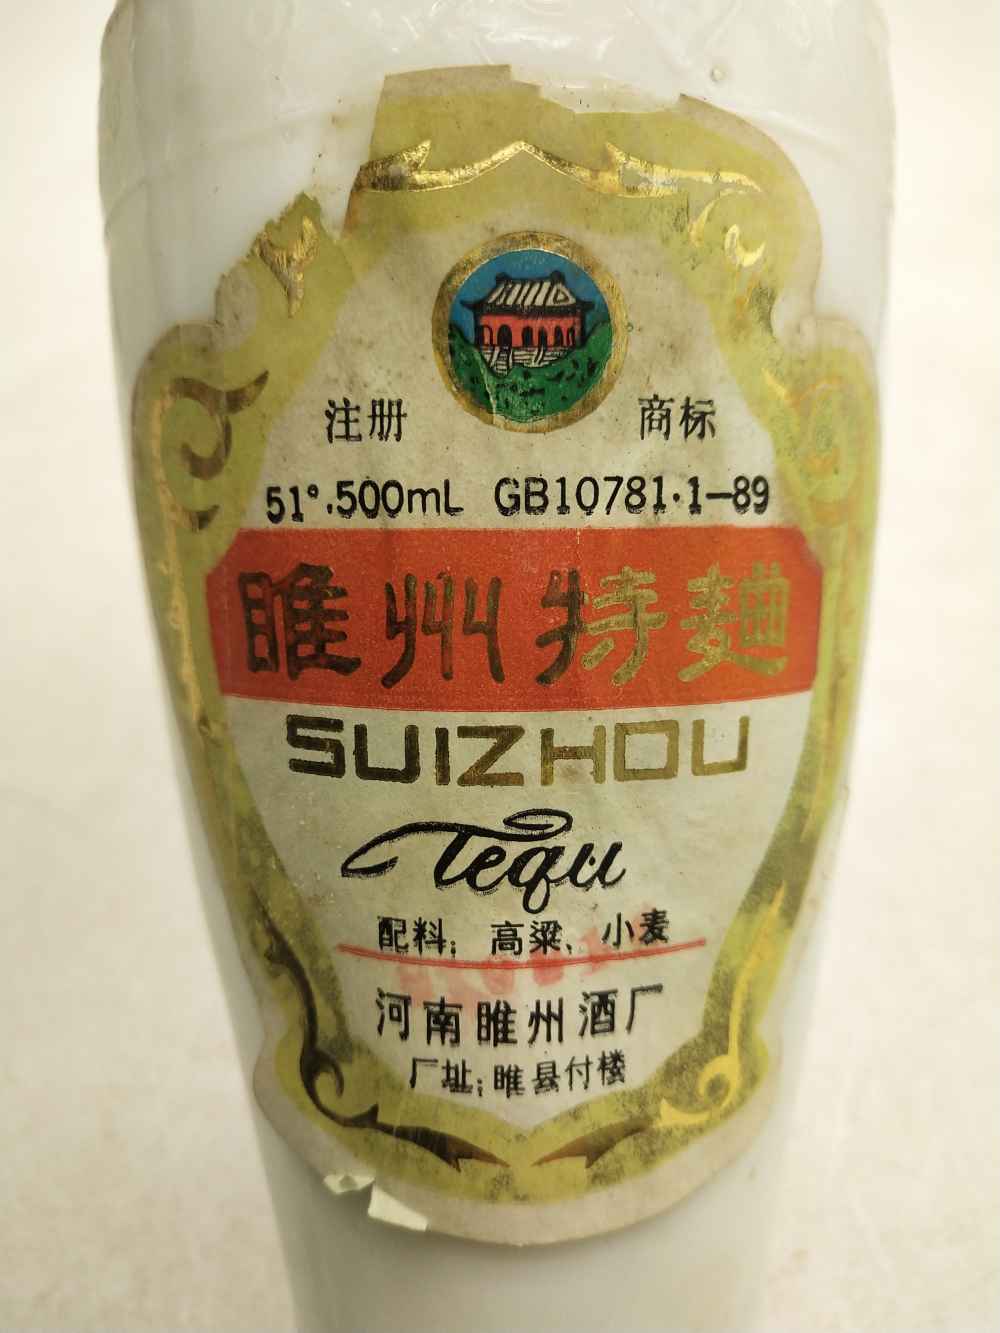 注册 商标
51°.500mL GB10781·1-89
睢州特麯
SUIZHOU
Tequ
配料：高粱、小麦
河南睢州酒厂
厂址：睢县付楼